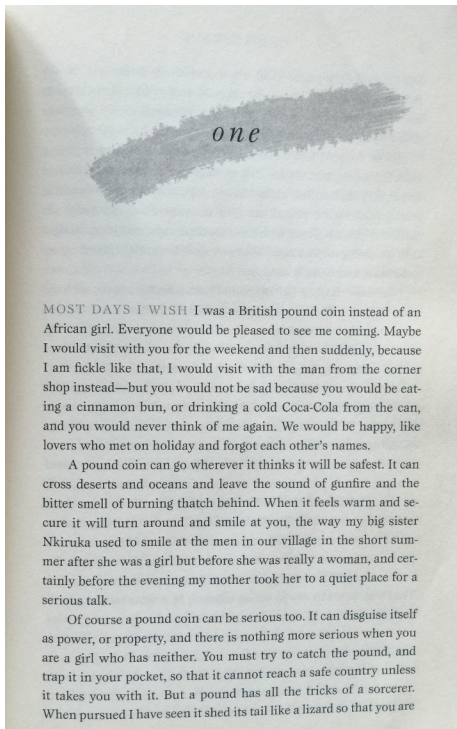 one
MOST DAYS I WISH I was a British pound coin instead of an
African girl. Everyone would be pleased to see me coming. Maybe
I would visit with you for the weekend and then suddenly, because
I am fickle like that, I would visit with the man from the corner
shop instead—but you would not be sad because you would be eat-
ing a cinnamon bun, or drinking a cold Coca-Cola from the can,
and you would never think of me again. We would be happy, like
lovers who met on holiday and forgot each other's names.
A pound coin can go wherever it thinks it will be safest. It can
cross deserts and oceans and leave the sound of gunfire and the
bitter smell of burning thatch behind. When it feels warm and se-
cure it will turn around and smile at you, the way my big sister
Nkiruka used to smile at the men in our village in the short sum-
mer after she was a girl but before she was really a woman, and cer-
tainly before the evening my mother took her to a quiet place for a
serious talk.
Of course a pound coin can be serious too. It can disguise itself
as power, or property, and there is nothing more serious when you
are a girl who has neither. You must try to catch the pound, and
trap it in your pocket, so that it cannot reach a safe country unless
it takes you with it. But a pound has all the tricks of a sorcerer.
When pursued I have seen it shed its tail like a lizard so that you are